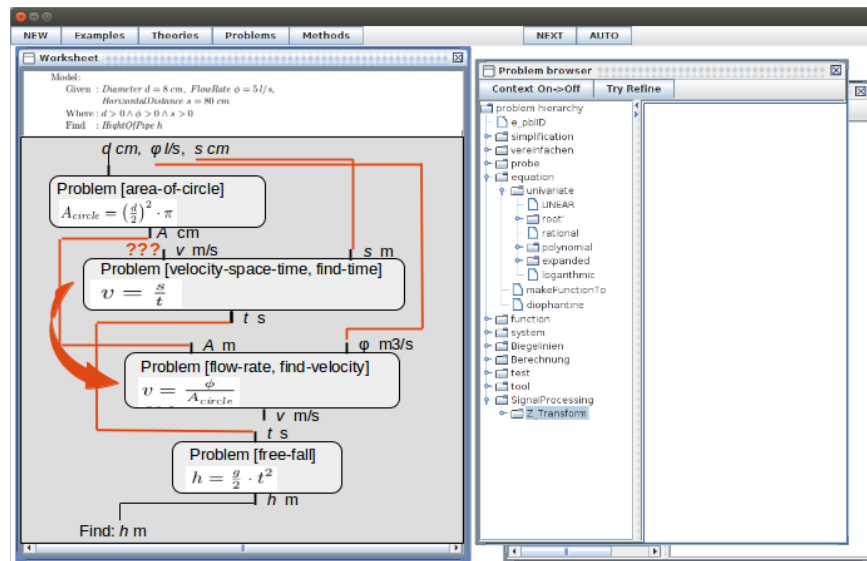 NEW Examples Theories Problems Methods NEXT AUTO
Worksheet
Model:
Given : Diameter d = 8 cm, FlowRate ϕ = 5 l/s,
HorizontalDistance s = 80 cm
Where : d > 0 ∧ ϕ > 0 ∧ s > 0
Find : HightOfPipe h
d cm, φ l/s, s cm
Problem [area-of-circle]
A_circle = (d/2)^2 · π
A cm
??? v m/s s m
Problem [velocity-space-time, find-time]
v = s/t
t s
A m φ m3/s
Problem [flow-rate, find-velocity]
v = ϕ/A_circle
v m/s
t s
Problem [free-fall]
h = g/2 · t^2
h m
Find: h m
Problem browser
Context On->Off Try Refine
problem hierarchy
e_pblID
simplification
vereinfachen
probe
equation
univariate
LINEAR
root'
rational
polynomial
expanded
logarithmic
makeFunctionTo
diophantine
function
system
Biegelinien
Berechnung
test
tool
SignalProcessing
Z_Transform